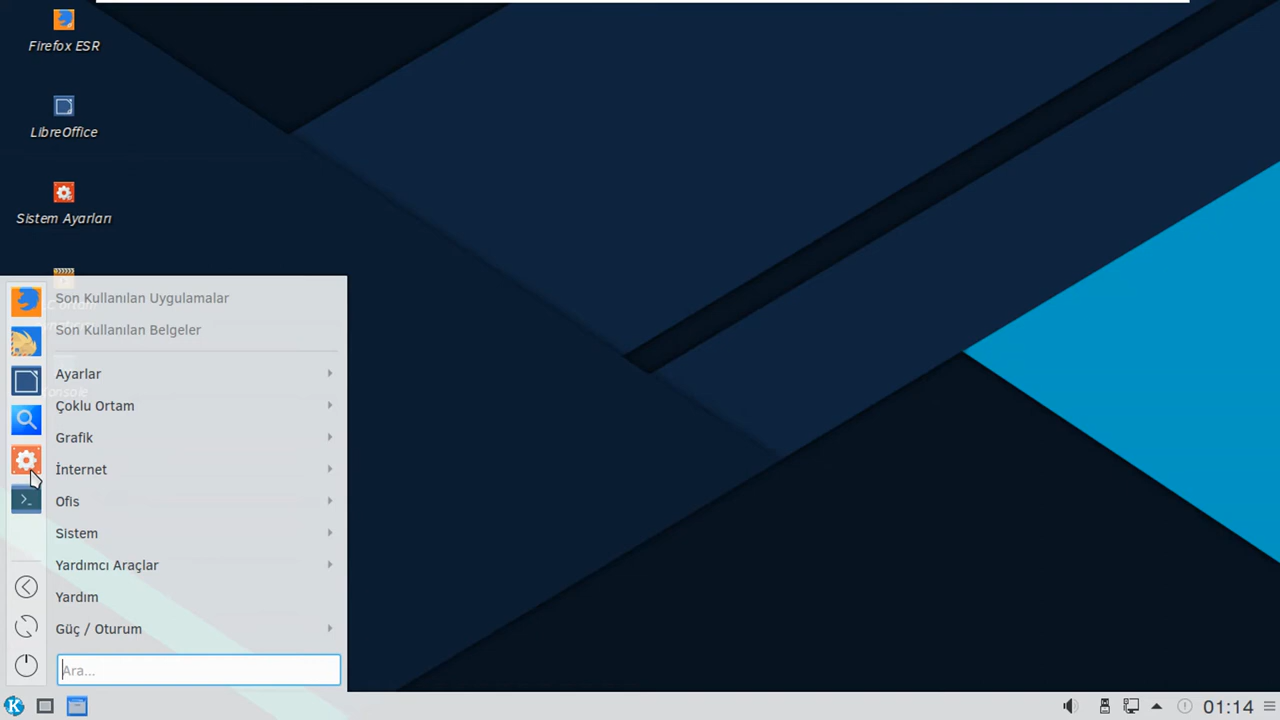 Firefox ESR
LibreOffice
Sistem Ayarları
Son Kullanılan Uygulamalar
Son Kullanılan Belgeler
Ayarlar
Çoklu Ortam
Grafik
İnternet
Ofis
Sistem
Yardımcı Araçlar
Yardım
Güç / Oturum
Ara...
01:14